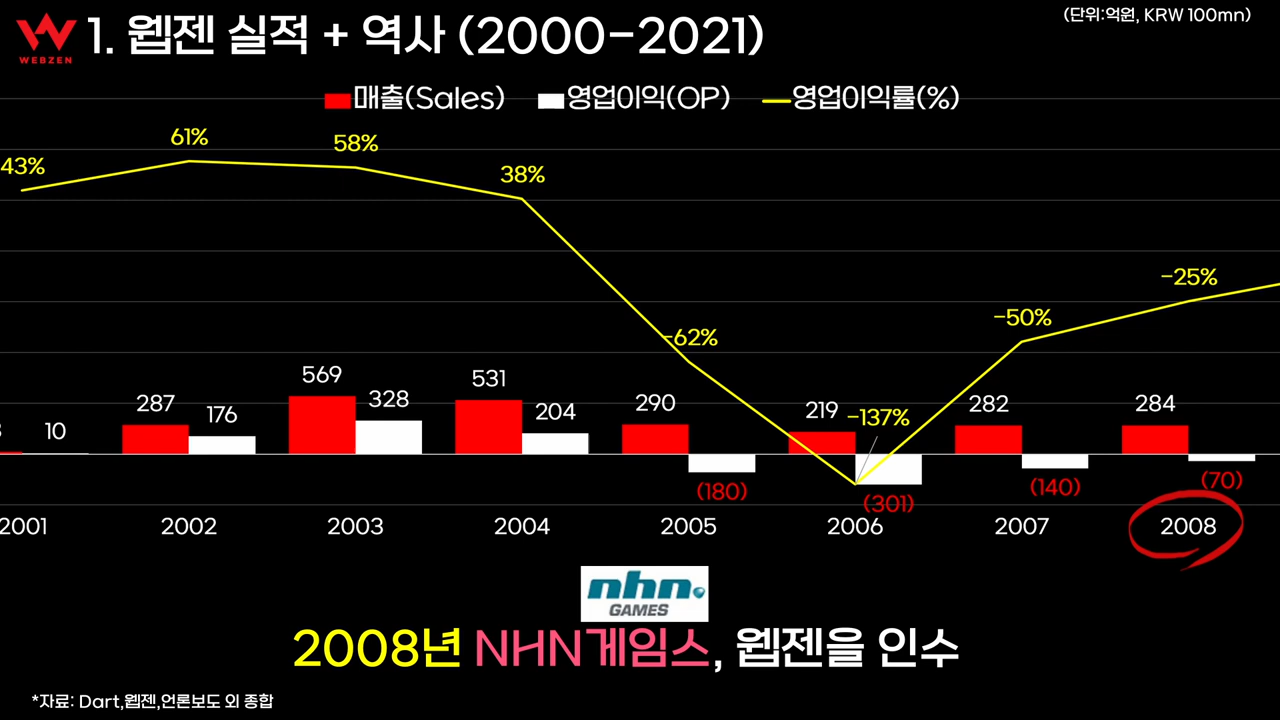 (단위:억원, KRW 100mn)
WEBZEN
1. 웹젠 실적 + 역사 (2000-2021)
매출(Sales) 영업이익(OP) 영업이익률(%)
43% 61% 58% 38% -62% -137% -50% -25%
10 287 176 569 328 531 204 290 (180) 219 (301) 282 (140) 284 (70)
2001 2002 2003 2004 2005 2006 2007 2008
nhn.
GAMES
2008년 NHN게임스, 웹젠을 인수
*자료: Dart,웹젠,언론보도 외 종합